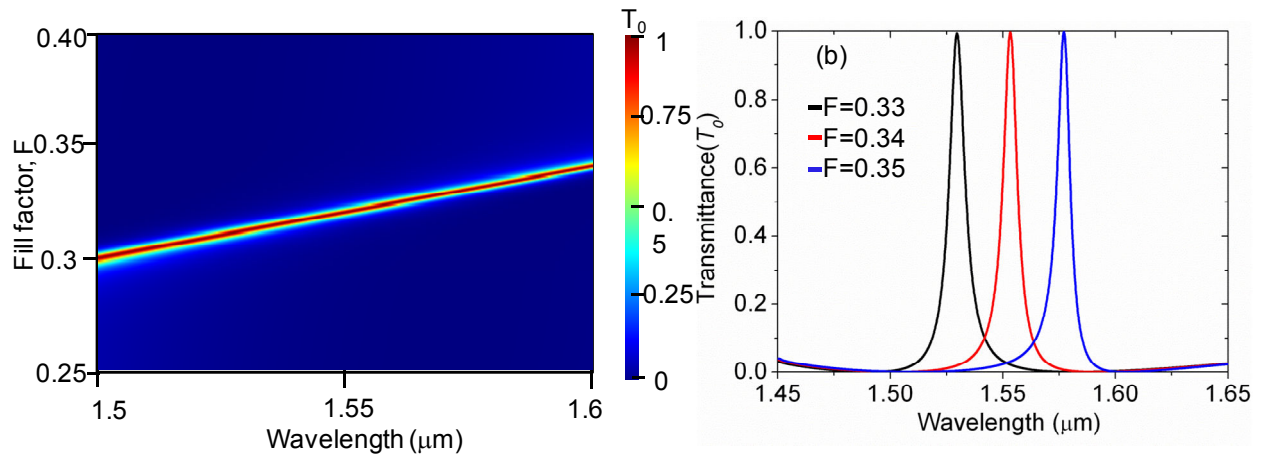 Fill factor, F
0.40
0.35
0.3
0.25
1.5
1.55
1.6
Wavelength (μm)
T0
1
0.75
0.
5
0.25
0
(b)
F=0.33
F=0.34
F=0.35
Transmittance(T0)
1.0
0.8
0.6
0.4
0.2
0.0
1.45
1.50
1.55
1.60
1.65
Wavelength (μm)